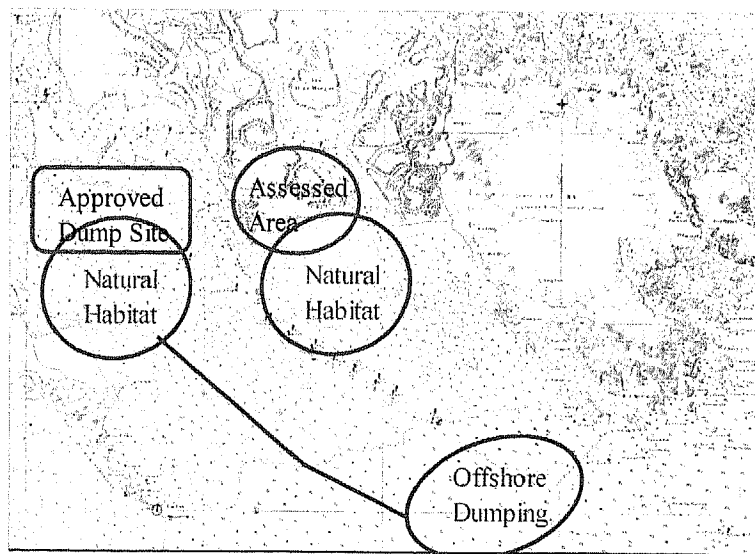 Approved
Dump Site
Assessed
Area
Natural
Habitat
Natural
Habitat
Offshore
Dumping